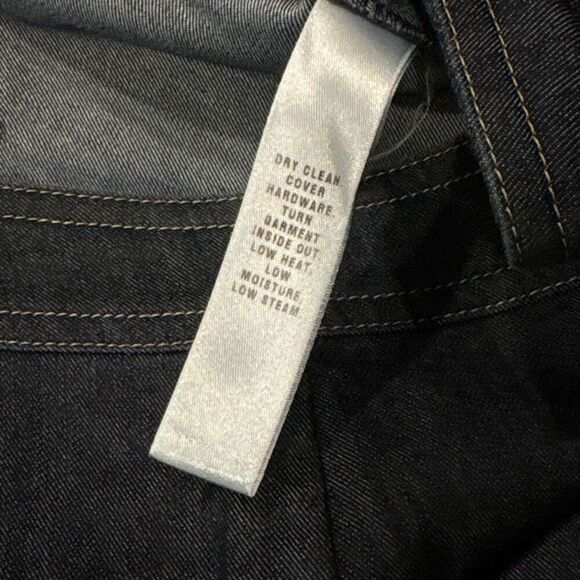 DRY CLEAN.
COVER
HARDWARE.
TURN
GARMENT
INSIDE OUT.
LOW HEAT,
LOW
MOISTURE,
LOW STEAM